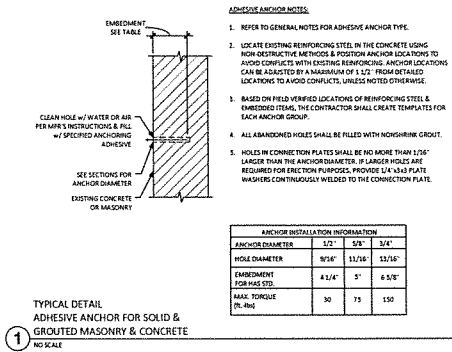 EMBEDMENT
SEE TABLE
CLEAN HOLE w/ WATER OR AIR
PER MFR'S INSTRUCTIONS & FILL
w/ SPECIFIED ANCHORING
ADHESIVE
SEE SECTIONS FOR
ANCHOR DIAMETER
EXISTING CONCRETE
OR MASONRY
ADHESIVE ANCHOR NOTES:
1. REFER TO GENERAL NOTES FOR ADHESIVE ANCHOR TYPE.
2. LOCATE EXISTING REINFORCING STEEL IN THE CONCRETE USING
NON-DESTRUCTIVE METHODS & POSITION ANCHOR LOCATIONS TO
AVOID CONFLICTS WITH EXISTING REINFORCING. ANCHOR LOCATIONS
CAN BE ADJUSTED BY A MAXIMUM OF 1 1/2" FROM DETAILED
LOCATIONS TO AVOID CONFLICTS, UNLESS NOTED OTHERWISE.
3. BASED ON FIELD VERIFIED LOCATIONS OF REINFORCING STEEL &
EMBEDDED ITEMS, THE CONTRACTOR SHALL CREATE TEMPLATES FOR
EACH ANCHOR GROUP.
4. ALL ABANDONED HOLES SHALL BE FILLED WITH NONSHRINK GROUT.
5. HOLES IN CONNECTION PLATES SHALL BE NO MORE THAN 1/16"
LARGER THAN THE ANCHOR DIAMETER. IF LARGER HOLES ARE
REQUIRED FOR ERECTION PURPOSES, PROVIDE 1/4"x3x3 PLATE
WASHERS CONTINUOUSLY WELDED TO THE CONNECTION PLATE.
ANCHOR INSTALLATION INFORMATION
ANCHOR DIAMETER 1/2" 5/8" 3/4"
HOLE DIAMETER 9/16" 11/16" 13/16"
EMBEDMENT
FOR HAS STD. 4 1/4" 5" 6 5/8"
MAX. TORQUE
(ft. lbs) 30 75 150
TYPICAL DETAIL
ADHESIVE ANCHOR FOR SOLID &
GROUTED MASONRY & CONCRETE
1
NO SCALE